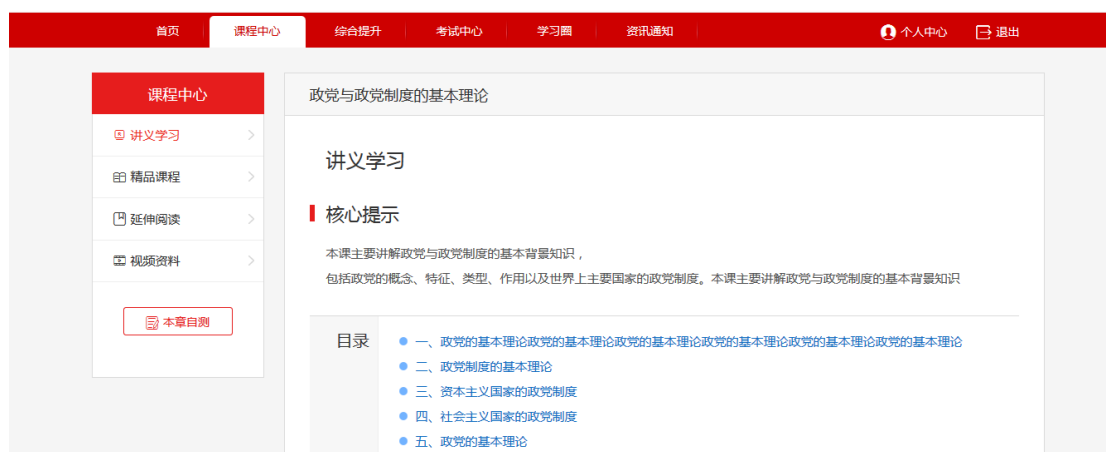 首页 课程中心 综合提升 考试中心 学习圈 资讯通知 个人中心 退出
课程中心
讲义学习
精品课程
延伸阅读
视频资料
本章自测
政党与政党制度的基本理论
讲义学习
核心提示
本课主要讲解政党与政党制度的基本背景知识，
包括政党的概念、特征、类型、作用以及世界上主要国家的政党制度。本课主要讲解政党与政党制度的基本背景知识
目录
一、政党的基本理论政党的基本理论政党的基本理论政党的基本理论政党的基本理论政党的基本理论
二、政党制度的基本理论
三、资本主义国家的政党制度
四、社会主义国家的政党制度
五、政党的基本理论